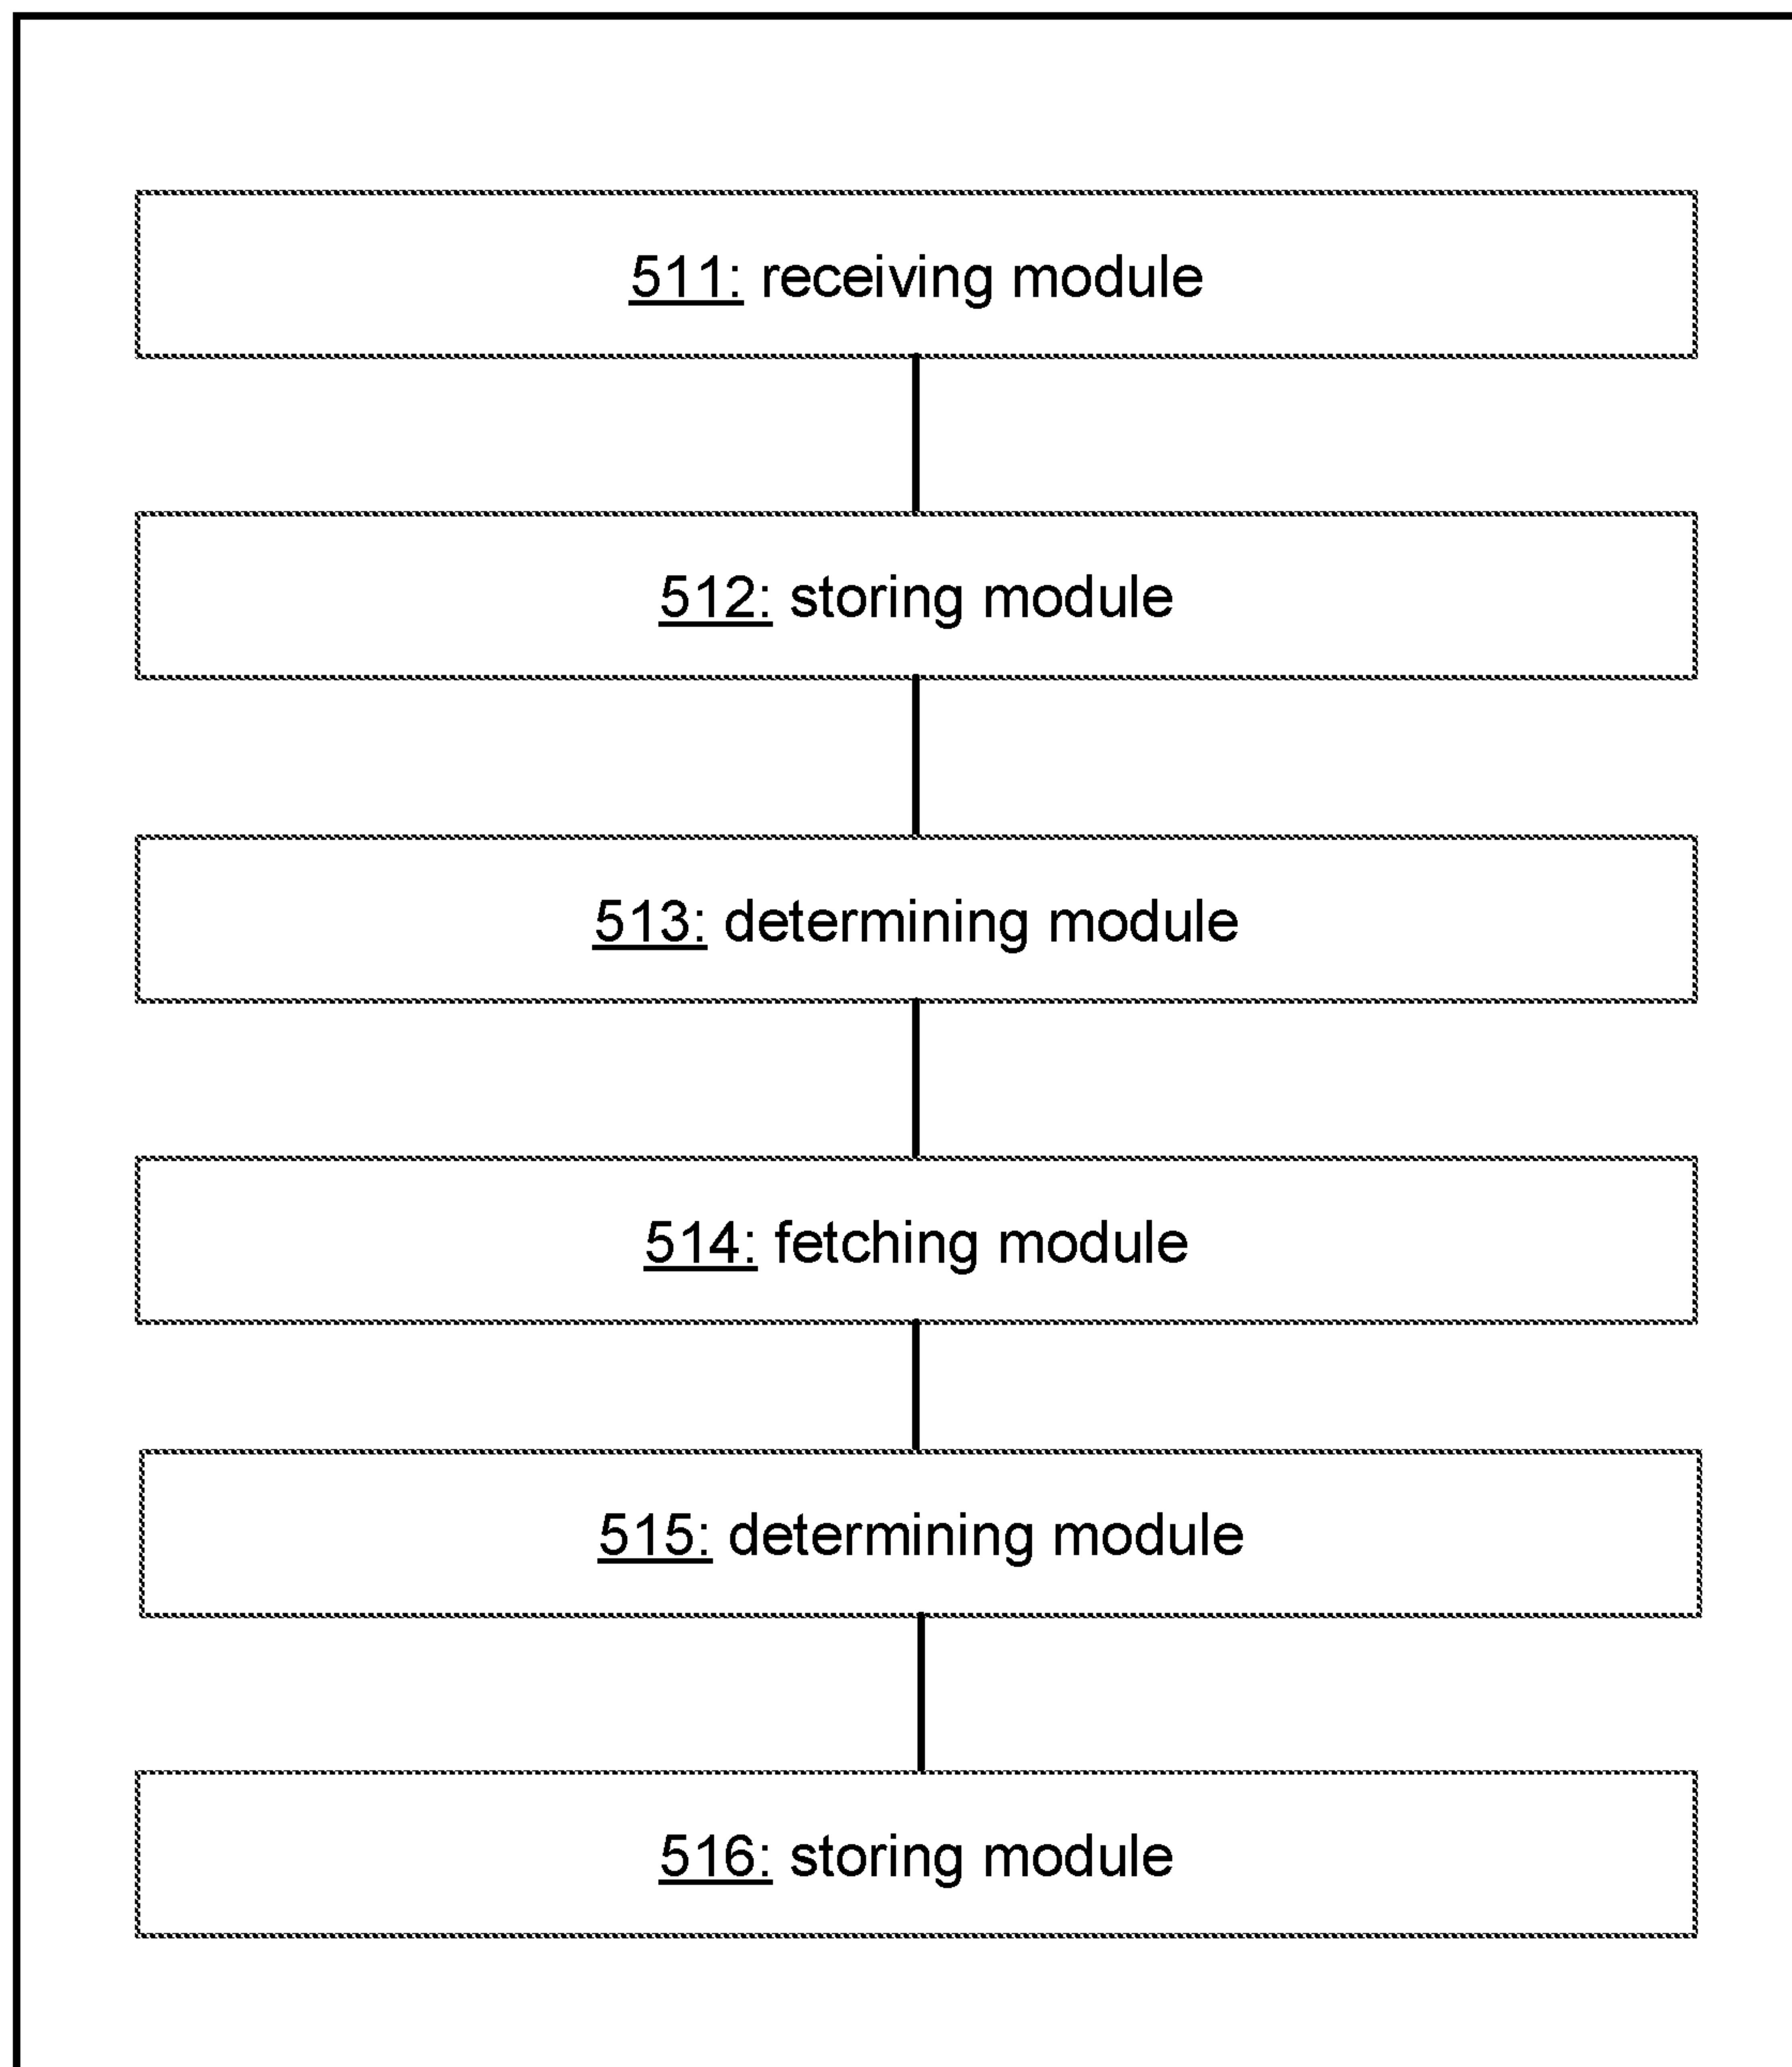 511: receiving module
512: storing module
513: determining module
514: fetching module
515: determining module
516: storing module